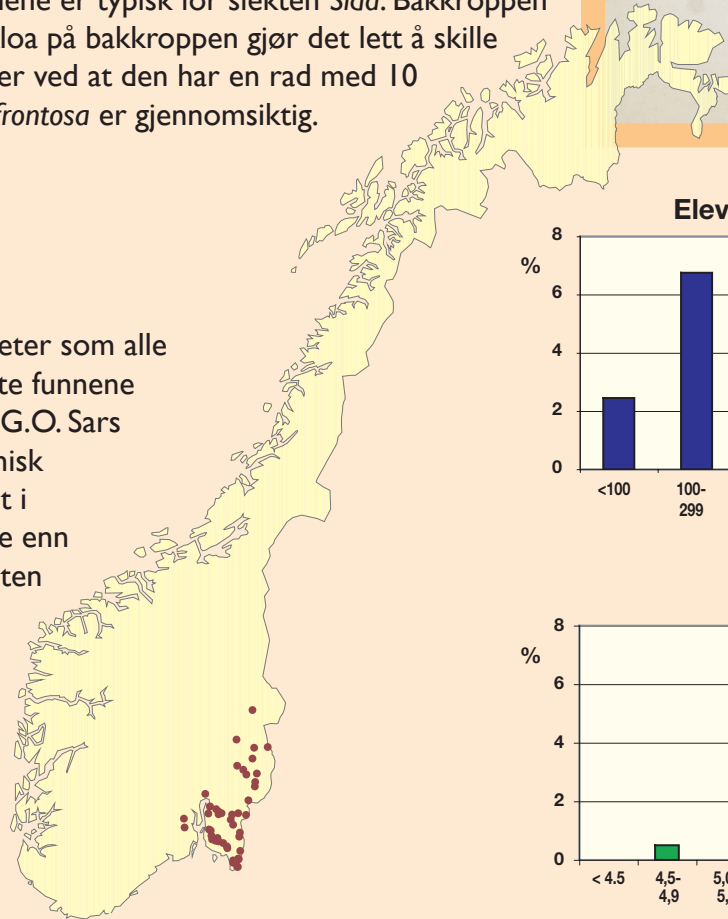 nene er typisk for slekten Sida. Bakkroppen
loa på bakkroppen gjør det lett å skille
er ved at den har en rad med 10
frontosa er gjennomsiktig.
eter som alle
te funnene
G.O. Sars
nisk
t i
e enn
ten
Elev
%
8
6
4
2
0
<100
100-
299
%
8
6
4
2
0
< 4.5
4,5-
4,9